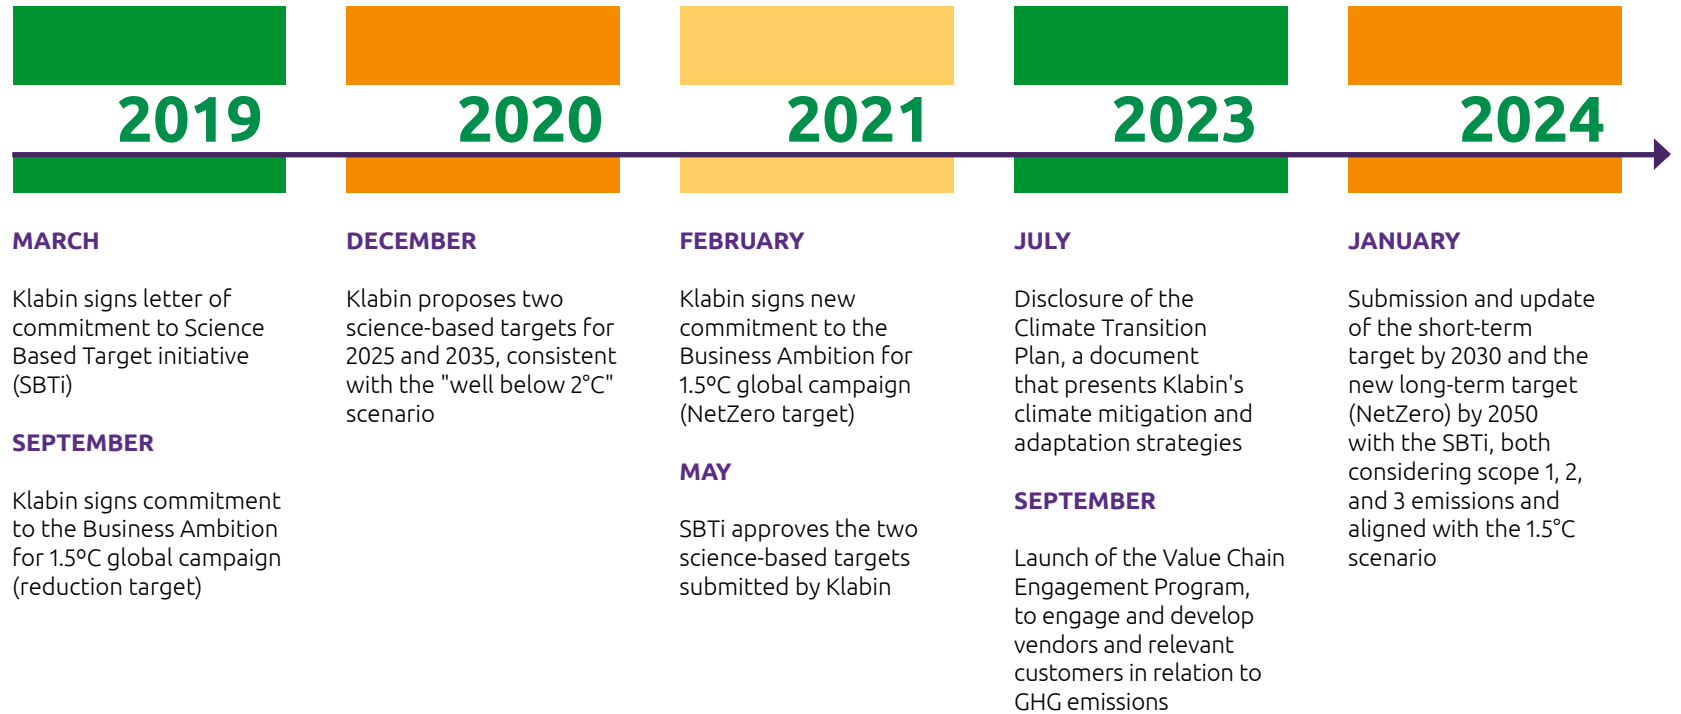 2019
MARCH
Klabin signs letter of
commitment to Science
Based Target initiative
(SBTi)
SEPTEMBER
Klabin signs commitment
to the Business Ambition
for 1.5ºC global campaign
(reduction target)
2020
DECEMBER
Klabin proposes two
science-based targets for
2025 and 2035, consistent
with the "well below 2°C"
scenario
2021
FEBRUARY
Klabin signs new
commitment to the
Business Ambition for
1.5ºC global campaign
(NetZero target)
MAY
SBTi approves the two
science-based targets
submitted by Klabin
2023
JULY
Disclosure of the
Climate Transition
Plan, a document
that presents Klabin's
climate mitigation and
adaptation strategies
SEPTEMBER
Launch of the Value Chain
Engagement Program,
to engage and develop
vendors and relevant
customers in relation to
GHG emissions
2024
JANUARY
Submission and update
of the short-term
target by 2030 and the
new long-term target
(NetZero) by 2050
with the SBTi, both
considering scope 1, 2,
and 3 emissions and
aligned with the 1.5°C
scenario